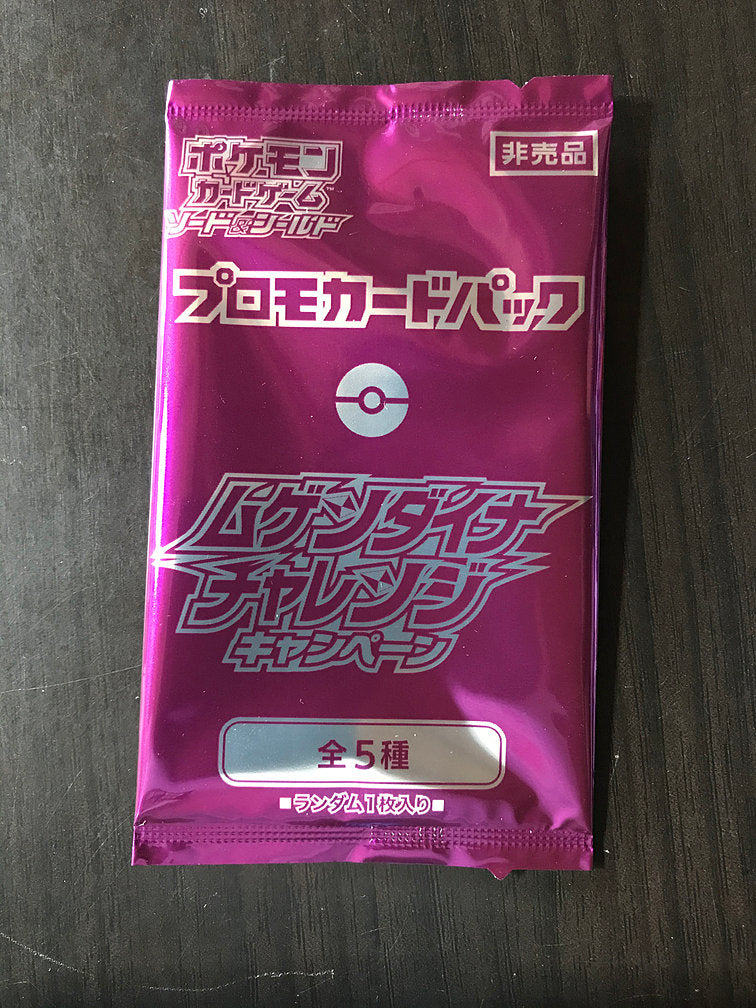 ポケモン
カードゲーム™
ソード&シールド
非売品
プロモカードパック
ムゲンダイナ
チャレンジ
キャンペーン
全5種
■ランダム1枚入り■